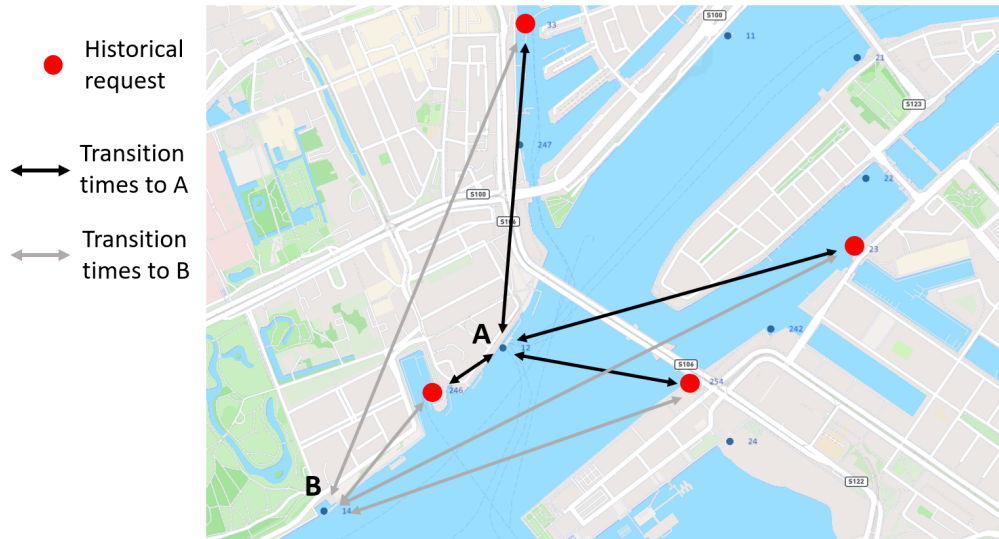 Historical
request
Transition
times to A
Transition
times to B
33
S100
11
21
S123
247
22
S100
S106
23
A
12
242
S106
246
254
24
B
14
S122